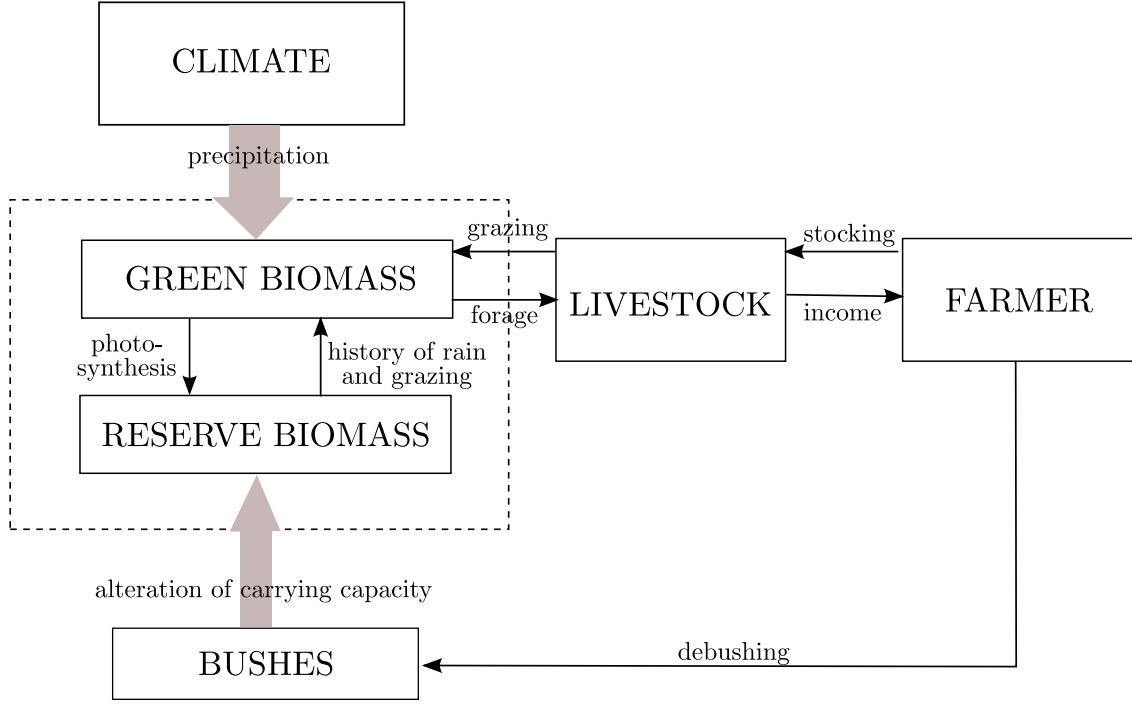 CLIMATE
precipitation
grazing
stocking
GREEN BIOMASS
LIVESTOCK
FARMER
forage
income
photo-
synthesis
history of rain
and grazing
RESERVE BIOMASS
alteration of carrying capacity
BUSHES
debushing